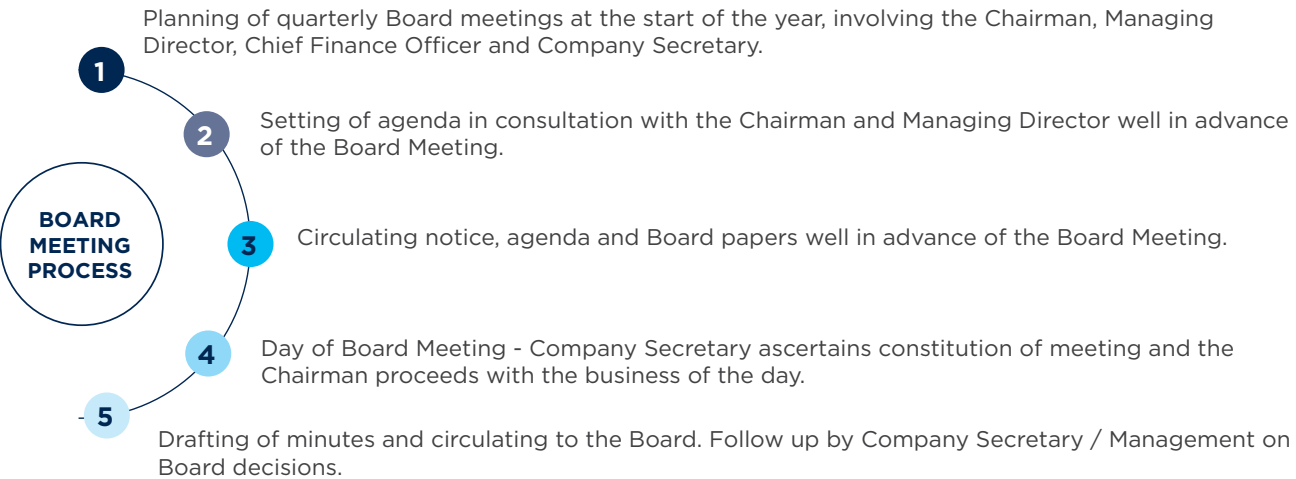 Planning of quarterly Board meetings at the start of the year, involving the Chairman, Managing
Director, Chief Finance Officer and Company Secretary.
1
2
Setting of agenda in consultation with the Chairman and Managing Director well in advance
of the Board Meeting.
BOARD
MEETING
PROCESS
3
Circulating notice, agenda and Board papers well in advance of the Board Meeting.
4
Day of Board Meeting - Company Secretary ascertains constitution of meeting and the
Chairman proceeds with the business of the day.
5
Drafting of minutes and circulating to the Board. Follow up by Company Secretary / Management on
Board decisions.